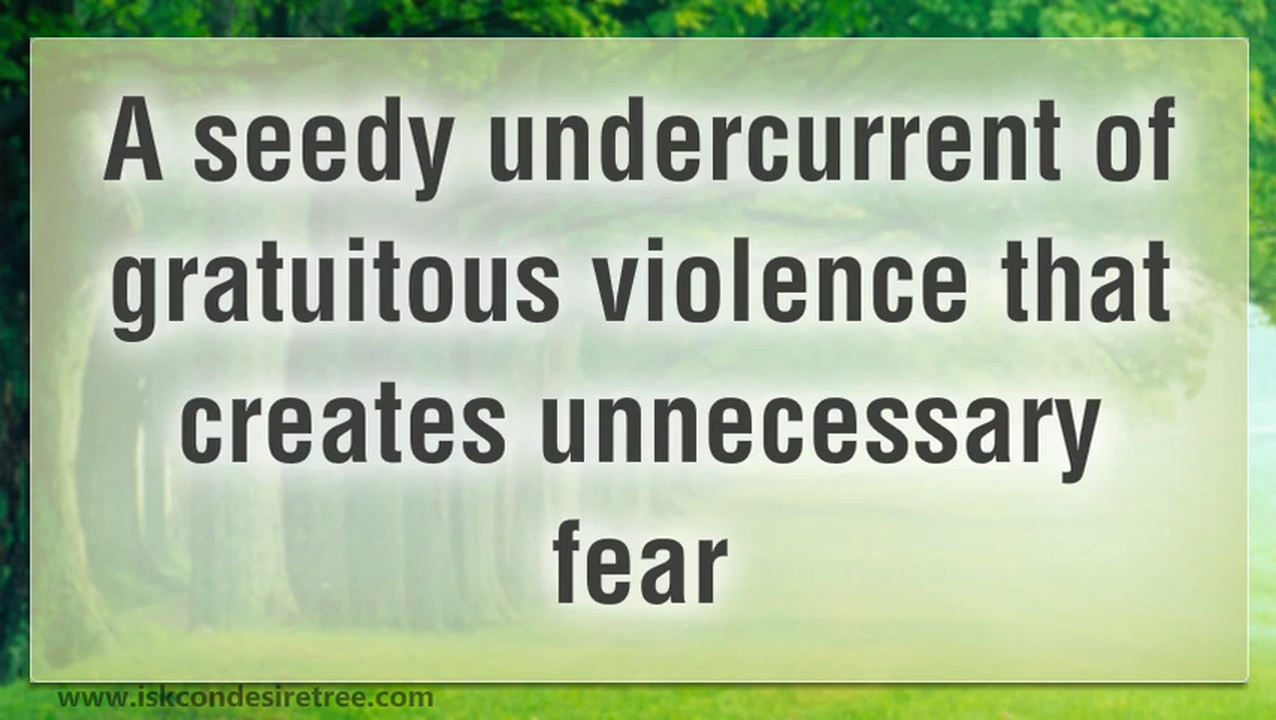 A seedy undercurrent of
gratuitous violence that
creates unnecessary
fear
www.iskcondesiretree.com